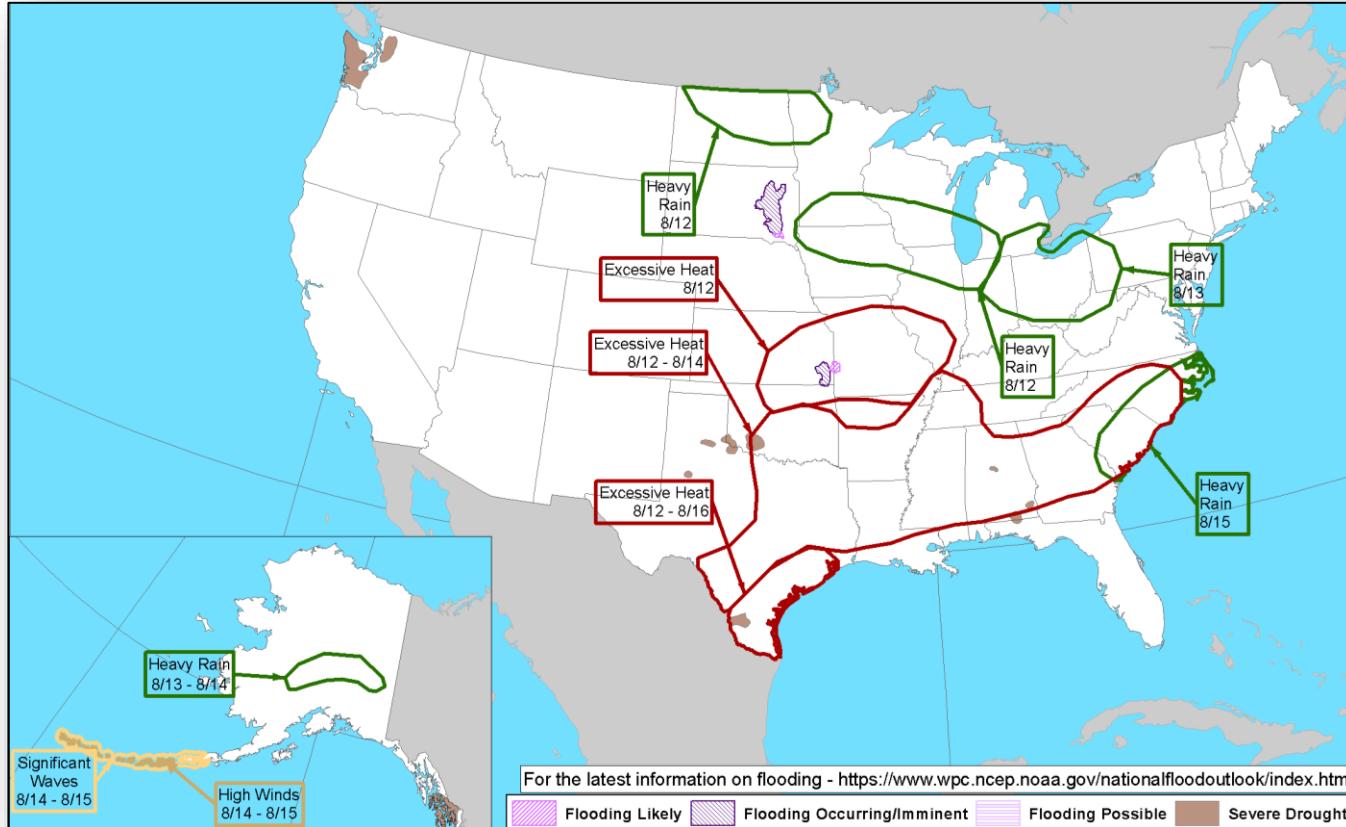 Heavy
Rain
8/12
Excessive Heat
8/12
Heavy
Rain
8/13
Excessive Heat
8/12 - 8/14
Heavy
Rain
8/12
Excessive Heat
8/12 - 8/16
Heavy
Rain
8/15
Heavy Rain
8/13 - 8/14
Significant
Waves
8/14 - 8/15
High Winds
8/14 - 8/15
For the latest information on flooding - https://www.wpc.ncep.noaa.gov/nationalfloodoutlook/index.htm
Flooding Likely
Flooding Occurring/Imminent
Flooding Possible
Severe Drought